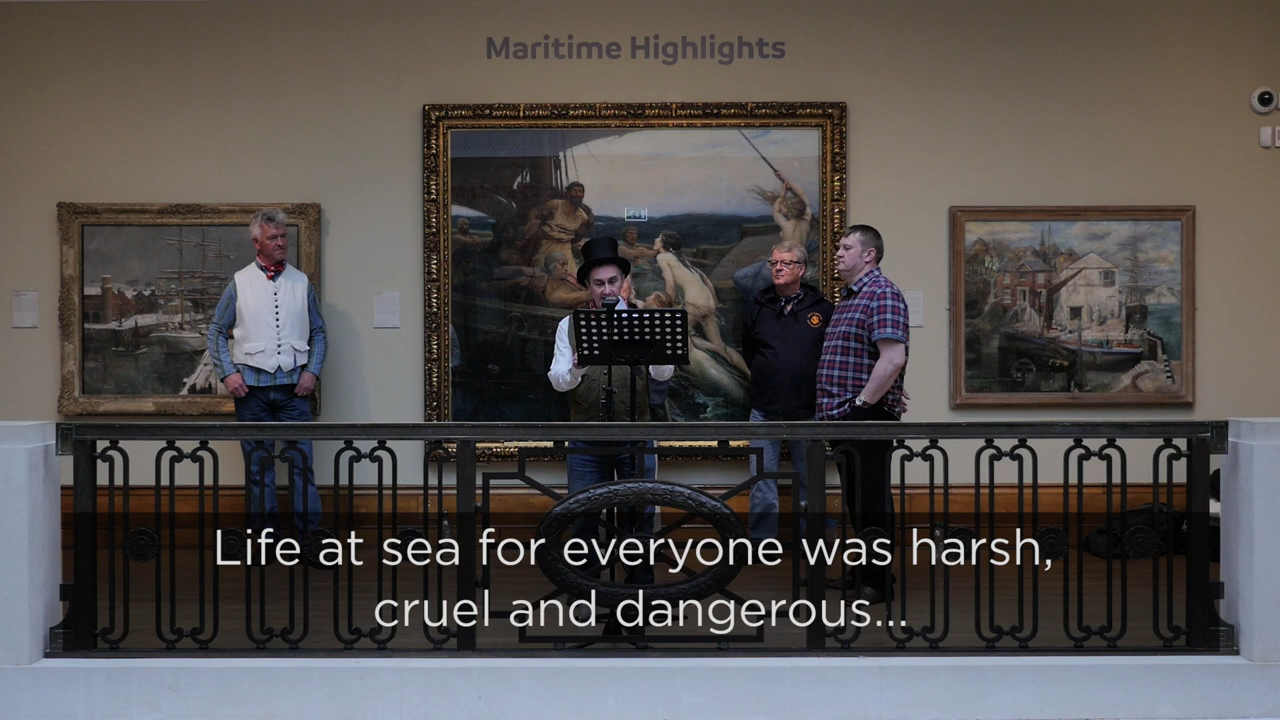 Maritime Highlights
Life at sea for everyone was harsh,
cruel and dangerous...